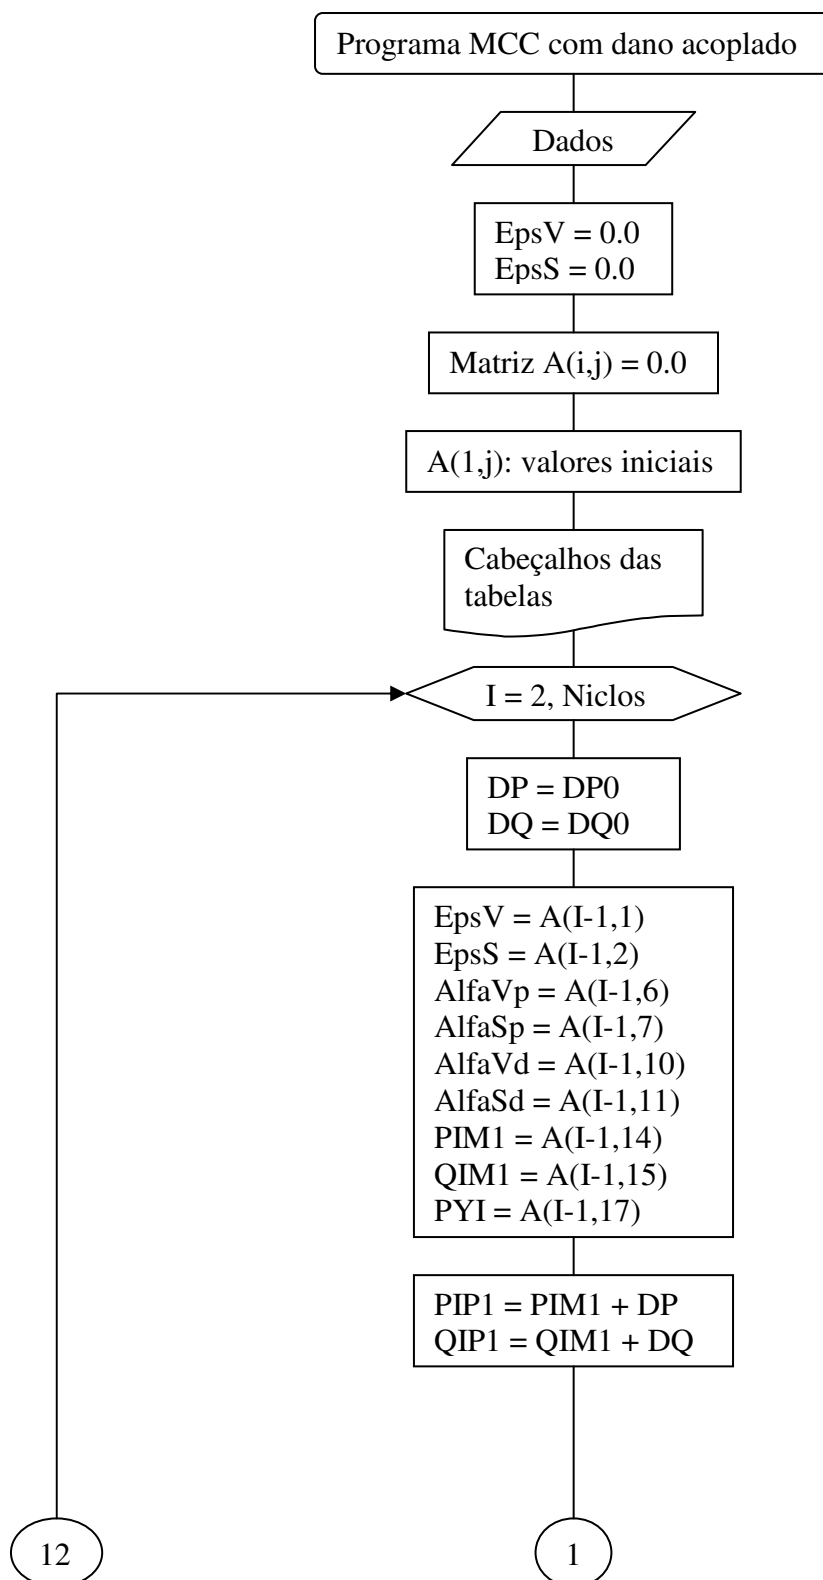 Programa MCC com dano acoplado
Dados
EpsV = 0.0
EpsS = 0.0
Matriz A(i,j) = 0.0
A(1,j): valores iniciais
Cabeçalhos das
tabelas
I = 2, Niclos
DP = DP0
DQ = DQ0
EpsV = A(I-1,1)
EpsS = A(I-1,2)
AlfaVp = A(I-1,6)
AlfaSp = A(I-1,7)
AlfaVd = A(I-1,10)
AlfaSd = A(I-1,11)
PIM1 = A(I-1,14)
QIM1 = A(I-1,15)
PYI = A(I-1,17)
PIP1 = PIM1 + DP
QIP1 = QIM1 + DQ
12
1